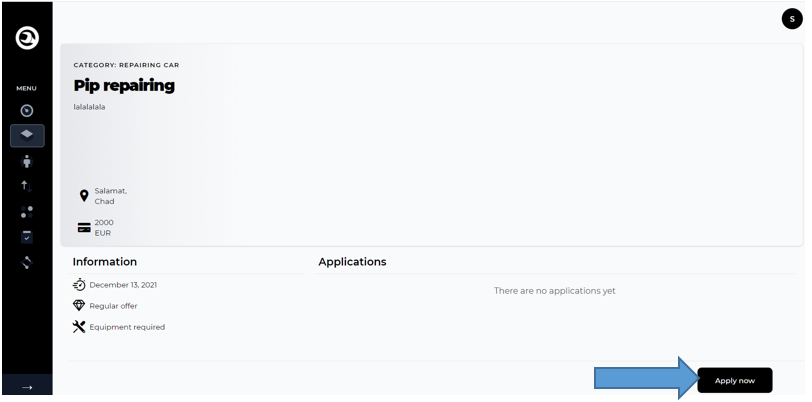 S
CATEGORY: REPAIRING CAR
MENU
Pip repairing
lalalalala
Salamat,
Chad
2000
EUR
Information
Applications
December 13, 2021
There are no applications yet
Regular offer
Equipment required
→
Apply now